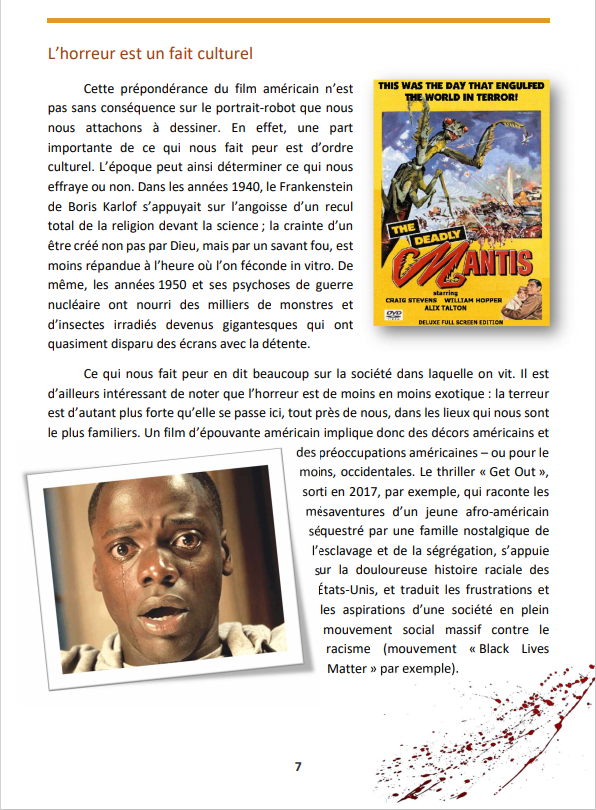 L’horreur est un fait culturel
Cette prépondérance du film américain n’est
pas sans conséquence sur le portrait-robot que nous
nous attachons à dessiner. En effet, une part
importante de ce qui nous fait peur est d’ordre
culturel. L’époque peut ainsi déterminer ce qui nous
effraye ou non. Dans les années 1940, le Frankenstein
de Boris Karlof s’appuyait sur l’angoisse d’un recul
total de la religion devant la science ; la crainte d’un
être créé non pas par Dieu, mais par un savant fou, est
moins répandue à l’heure où l’on féconde in vitro. De
même, les années 1950 et ses psychoses de guerre
nucléaire ont nourri des milliers de monstres et
d’insectes irradiés devenus gigantesques qui ont
quasiment disparu des écrans avec la détente.
THIS WAS THE DAY THAT ENGULFED
THE WORLD IN TERROR!
THE
DEADLY
MANTIS
starring
CRAIG STEVENS WILLIAM HOPPER
ALIX TALTON
DVD
DELUXE FULL SCREEN EDITION
Ce qui nous fait peur en dit beaucoup sur la société dans laquelle on vit. Il est
d’ailleurs intéressant de noter que l’horreur est de moins en moins exotique : la terreur
est d’autant plus forte qu’elle se passe ici, tout près de nous, dans les lieux qui nous sont
le plus familiers. Un film d’épouvante américain implique donc des décors américains et
des préoccupations américaines – ou pour le
moins, occidentales. Le thriller « Get Out »,
sorti en 2017, par exemple, qui raconte les
mésaventures d’un jeune afro-américain
séquestré par une famille nostalgique de
l’esclavage et de la ségrégation, s’appuie
sur la douloureuse histoire raciale des
États-Unis, et traduit les frustrations et
les aspirations d’une société en plein
mouvement social massif contre le
racisme (mouvement « Black Lives
Matter » par exemple).
7